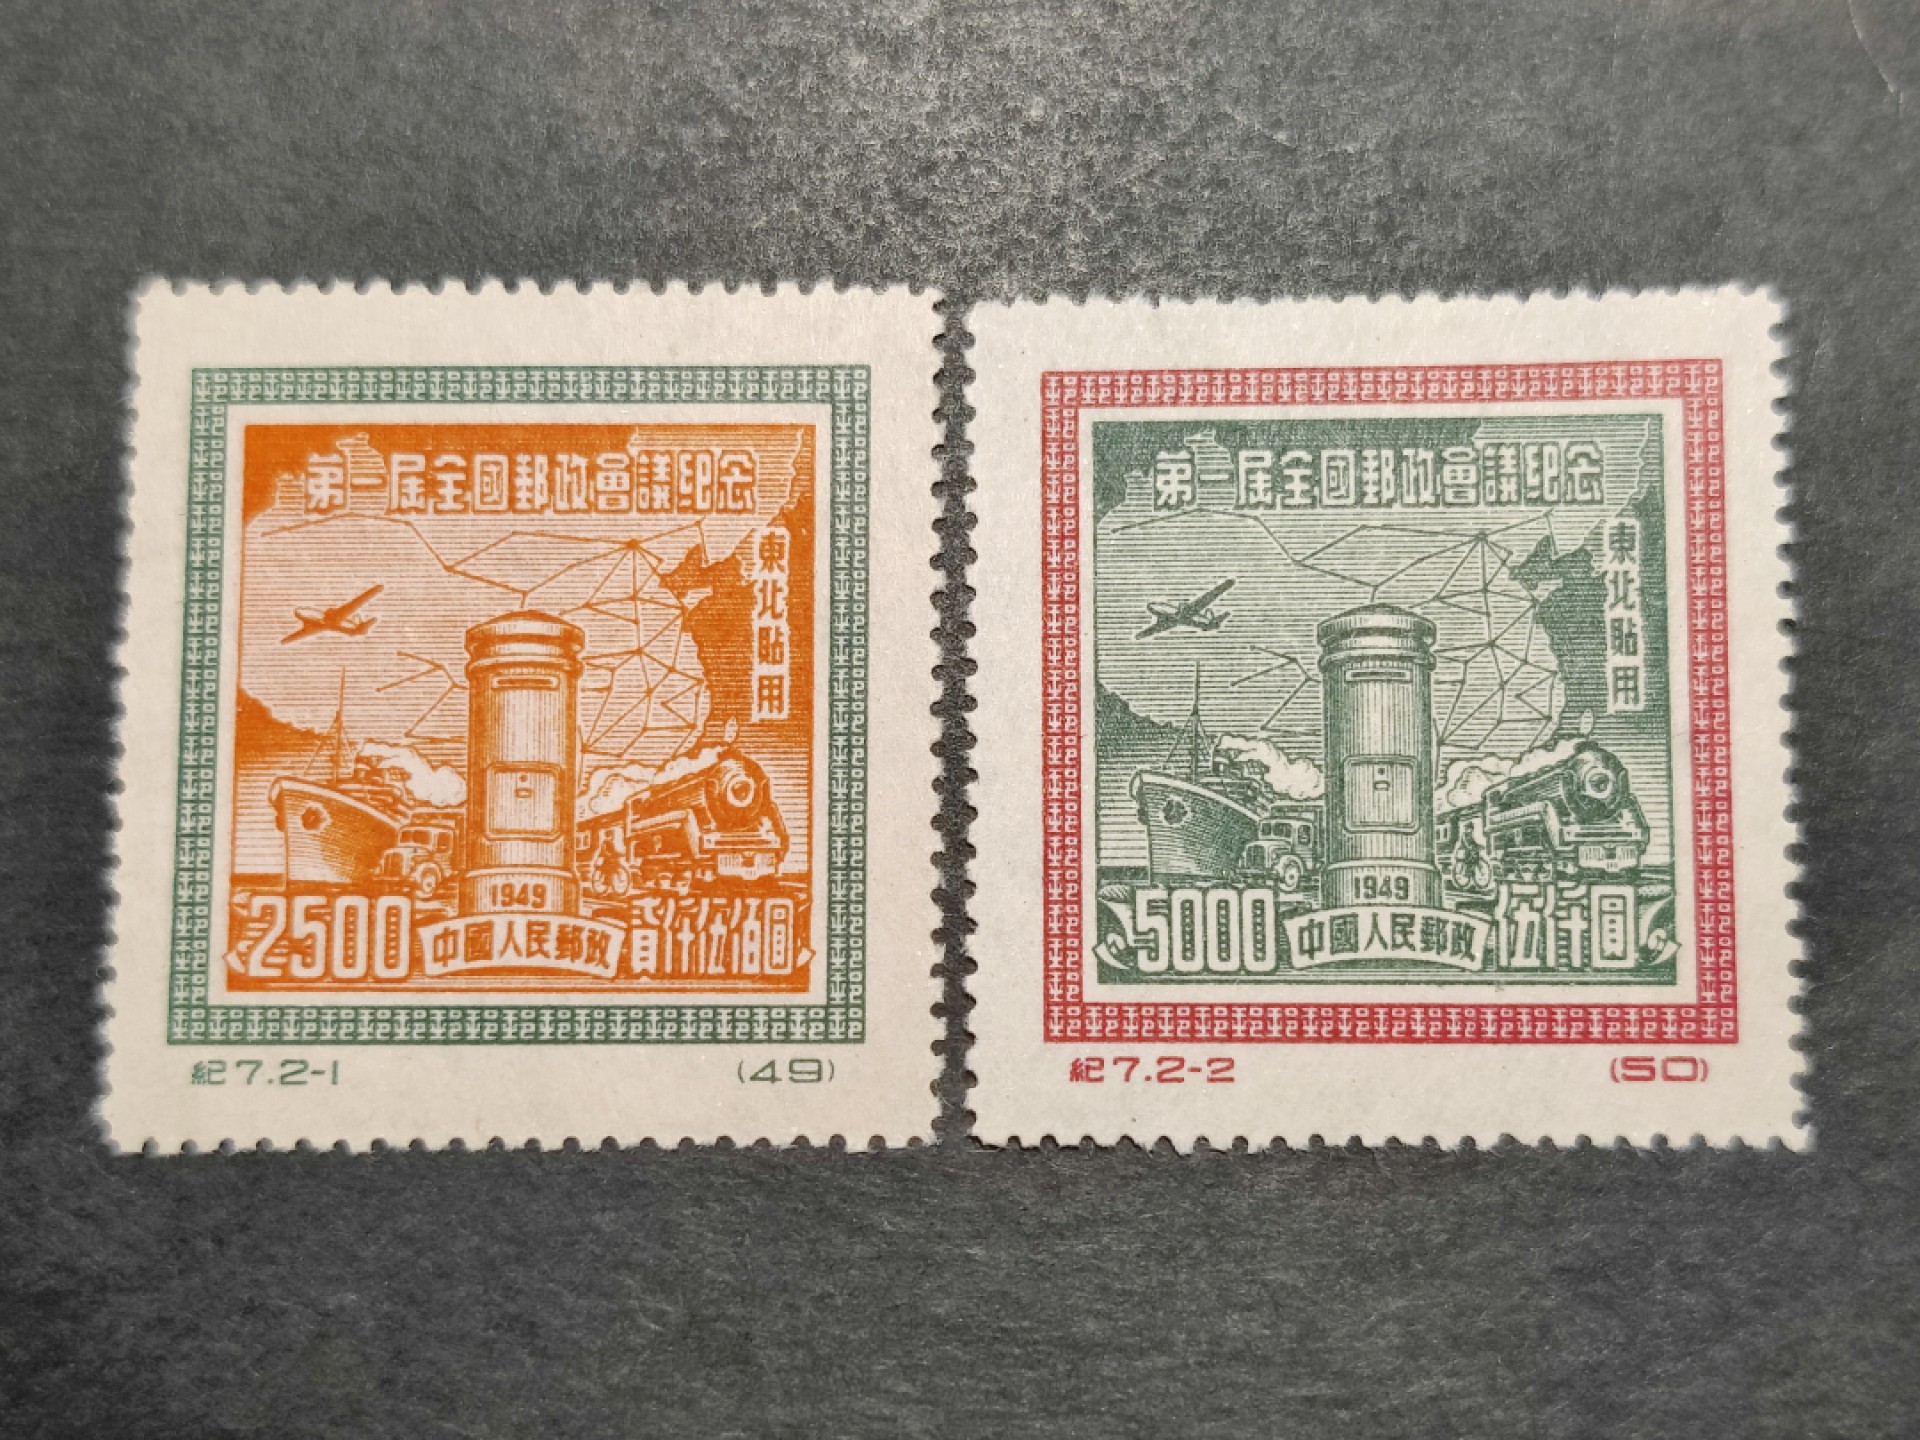 第一屆全國郵政會議紀念
東北貼用
1949
2500 中國人民郵政 貳仟伍佰圓
紀7.2-1 (49)
第一屆全國郵政會議紀念
東北貼用
1949
5000 中國人民郵政 伍仟圓
紀7.2-2 (50)